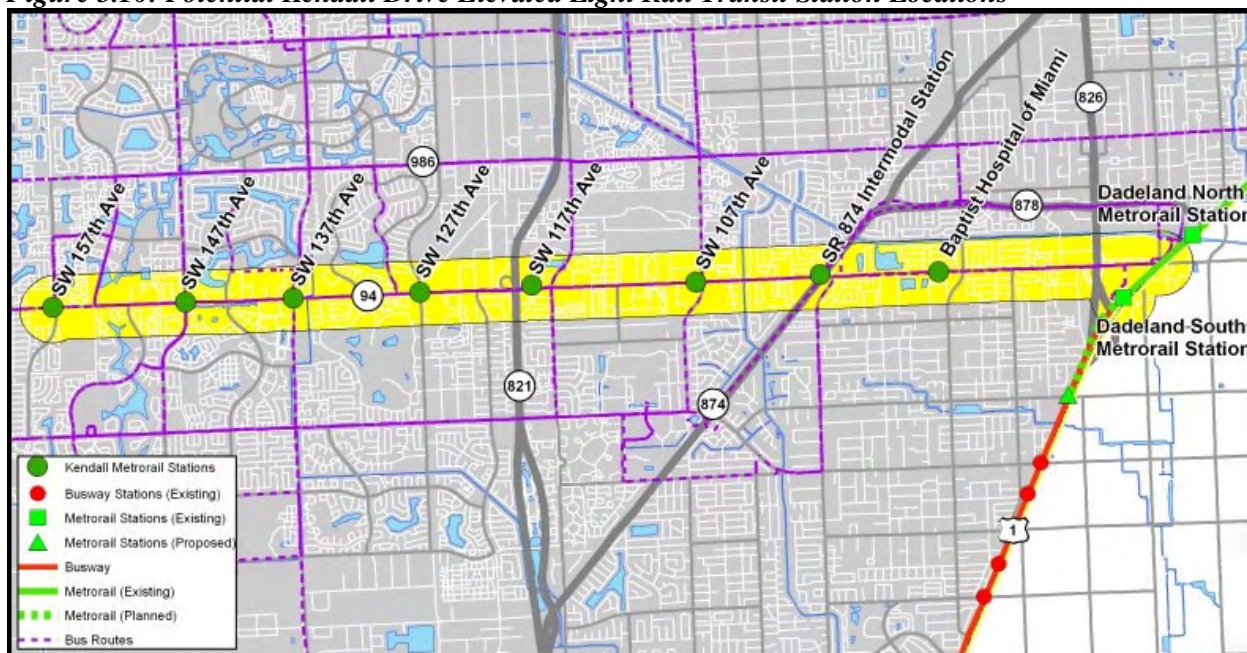 Figure 3.10: Potential Kendall Drive Elevated Light Rail Transit Station Locations
826
986
SW 157th Ave
SW 147th Ave
SW 137th Ave
SW 127th Ave
SW 117th Ave
SW 107th Ave
SR 874 Intermodal Station
Baptist Hospital of Miami
878
Dadeland North
Metrorail Station
94
Dadeland South
Metrorail Station
821
874
1
Kendall Metrorail Stations
Busway Stations (Existing)
Metrorail Stations (Existing)
Metrorail Stations (Proposed)
Busway
Metrorail (Existing)
Metrorail (Planned)
Bus Routes